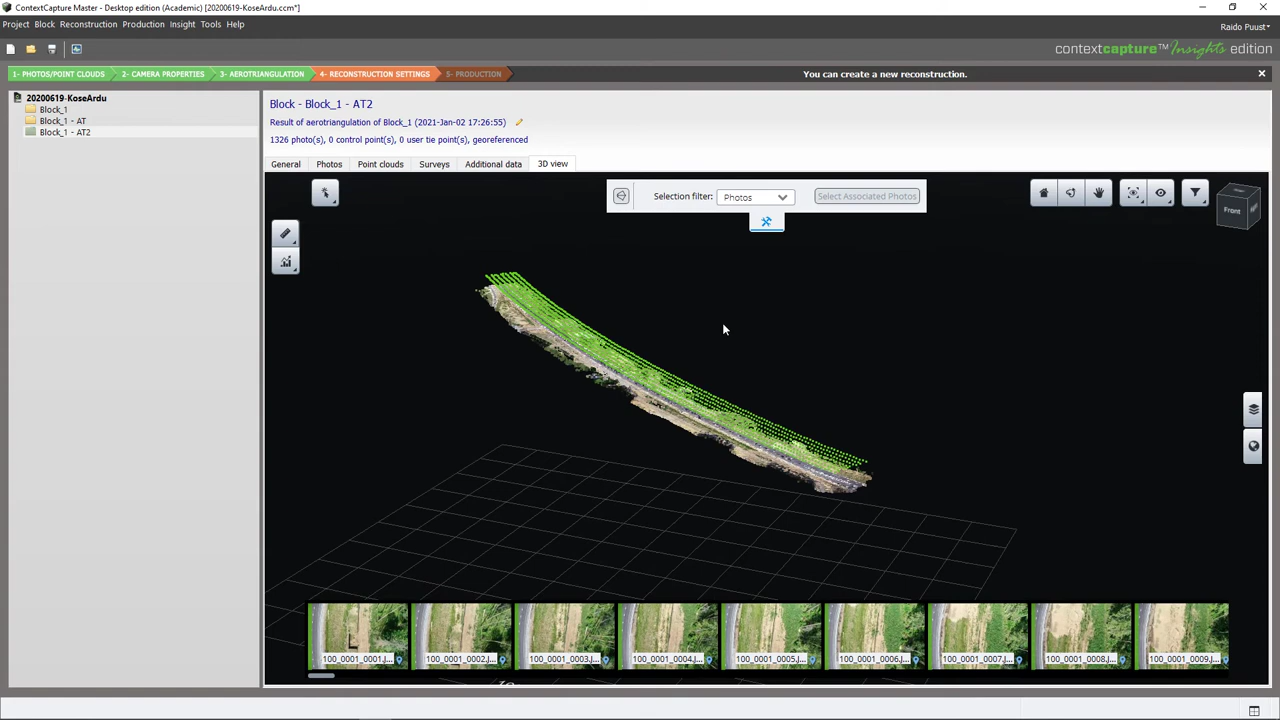 ContextCapture Master - Desktop edition (Academic) [20200619-KoseArdu.ccm*]
Project Block Reconstruction Production Insight Tools Help
Raido Puust
contextcapture™ Insights edition
1- PHOTOS/POINT CLOUDS 2- CAMERA PROPERTIES 3- AEROTRIANGULATION 4- RECONSTRUCTION SETTINGS 5- PRODUCTION
You can create a new reconstruction.
20200619-KoseArdu
Block_1
Block_1 - AT
Block_1 - AT2
Block - Block_1 - AT2
Result of aerotriangulation of Block_1 (2021-Jan-02 17:26:55)
1326 photo(s), 0 control point(s), 0 user tie point(s), georeferenced
General Photos Point clouds Surveys Additional data 3D view
Selection filter: Photos Select Associated Photos
Front
100_0001_0001.J... 100_0001_0002.J... 100_0001_0003.J... 100_0001_0004.J... 100_0001_0005.J... 100_0001_0006.J... 100_0001_0007.J... 100_0001_0008.J... 100_0001_0009.J...